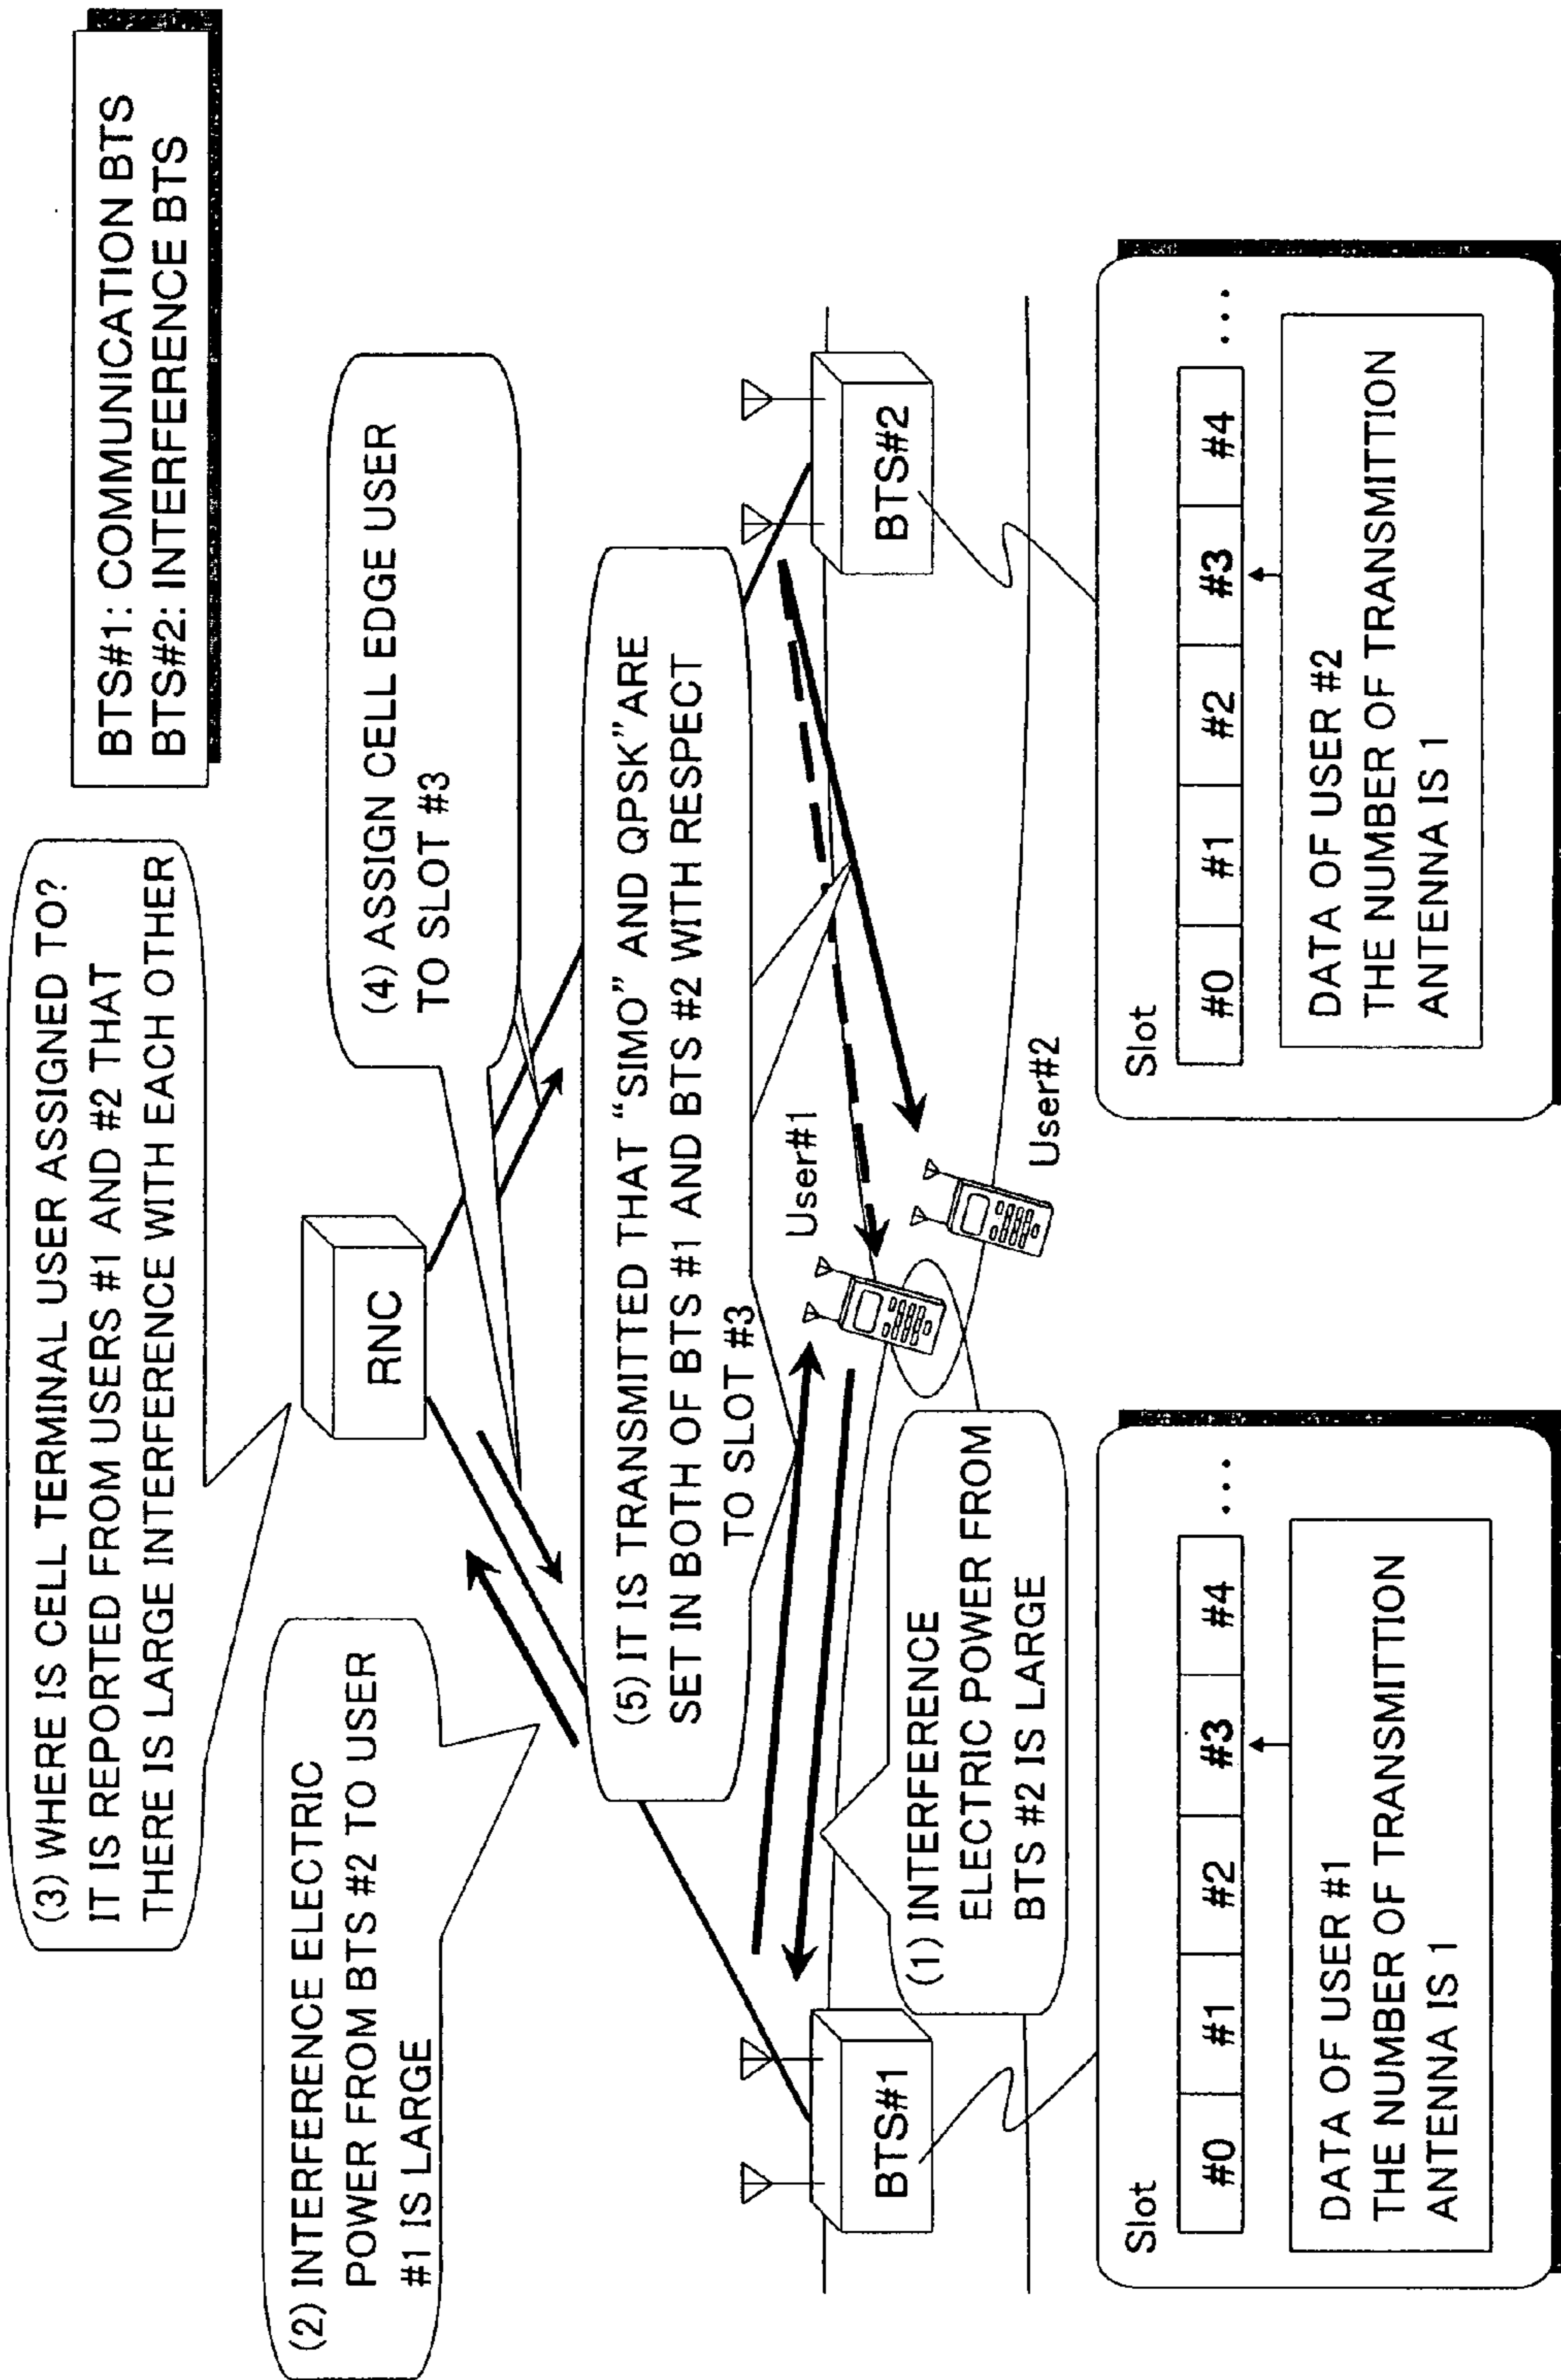 BTS#1: COMMUNICATION BTS
BTS#2: INTERFERENCE BTS
(3) WHERE IS CELL TERMINAL USER ASSIGNED TO?
IT IS REPORTED FROM USERS #1 AND #2 THAT
THERE IS LARGE INTERFERENCE WITH EACH OTHER
(2) INTERFERENCE ELECTRIC
POWER FROM BTS #2 TO USER
#1 IS LARGE
RNC
(4) ASSIGN CELL EDGE USER
TO SLOT #3
(5) IT IS TRANSMITTED THAT “SIMO” AND QPSK” ARE
SET IN BOTH OF BTS #1 AND BTS #2 WITH RESPECT
TO SLOT #3
BTS#1
(1) INTERFERENCE
ELECTRIC POWER FROM
BTS #2 IS LARGE
User#1
User#2
BTS#2
Slot
#0 #1 #2 #3 #4 ...
DATA OF USER #1
THE NUMBER OF TRANSMITTION
ANTENNA IS 1
Slot
#0 #1 #2 #3 #4 ...
DATA OF USER #2
THE NUMBER OF TRANSMITTION
ANTENNA IS 1